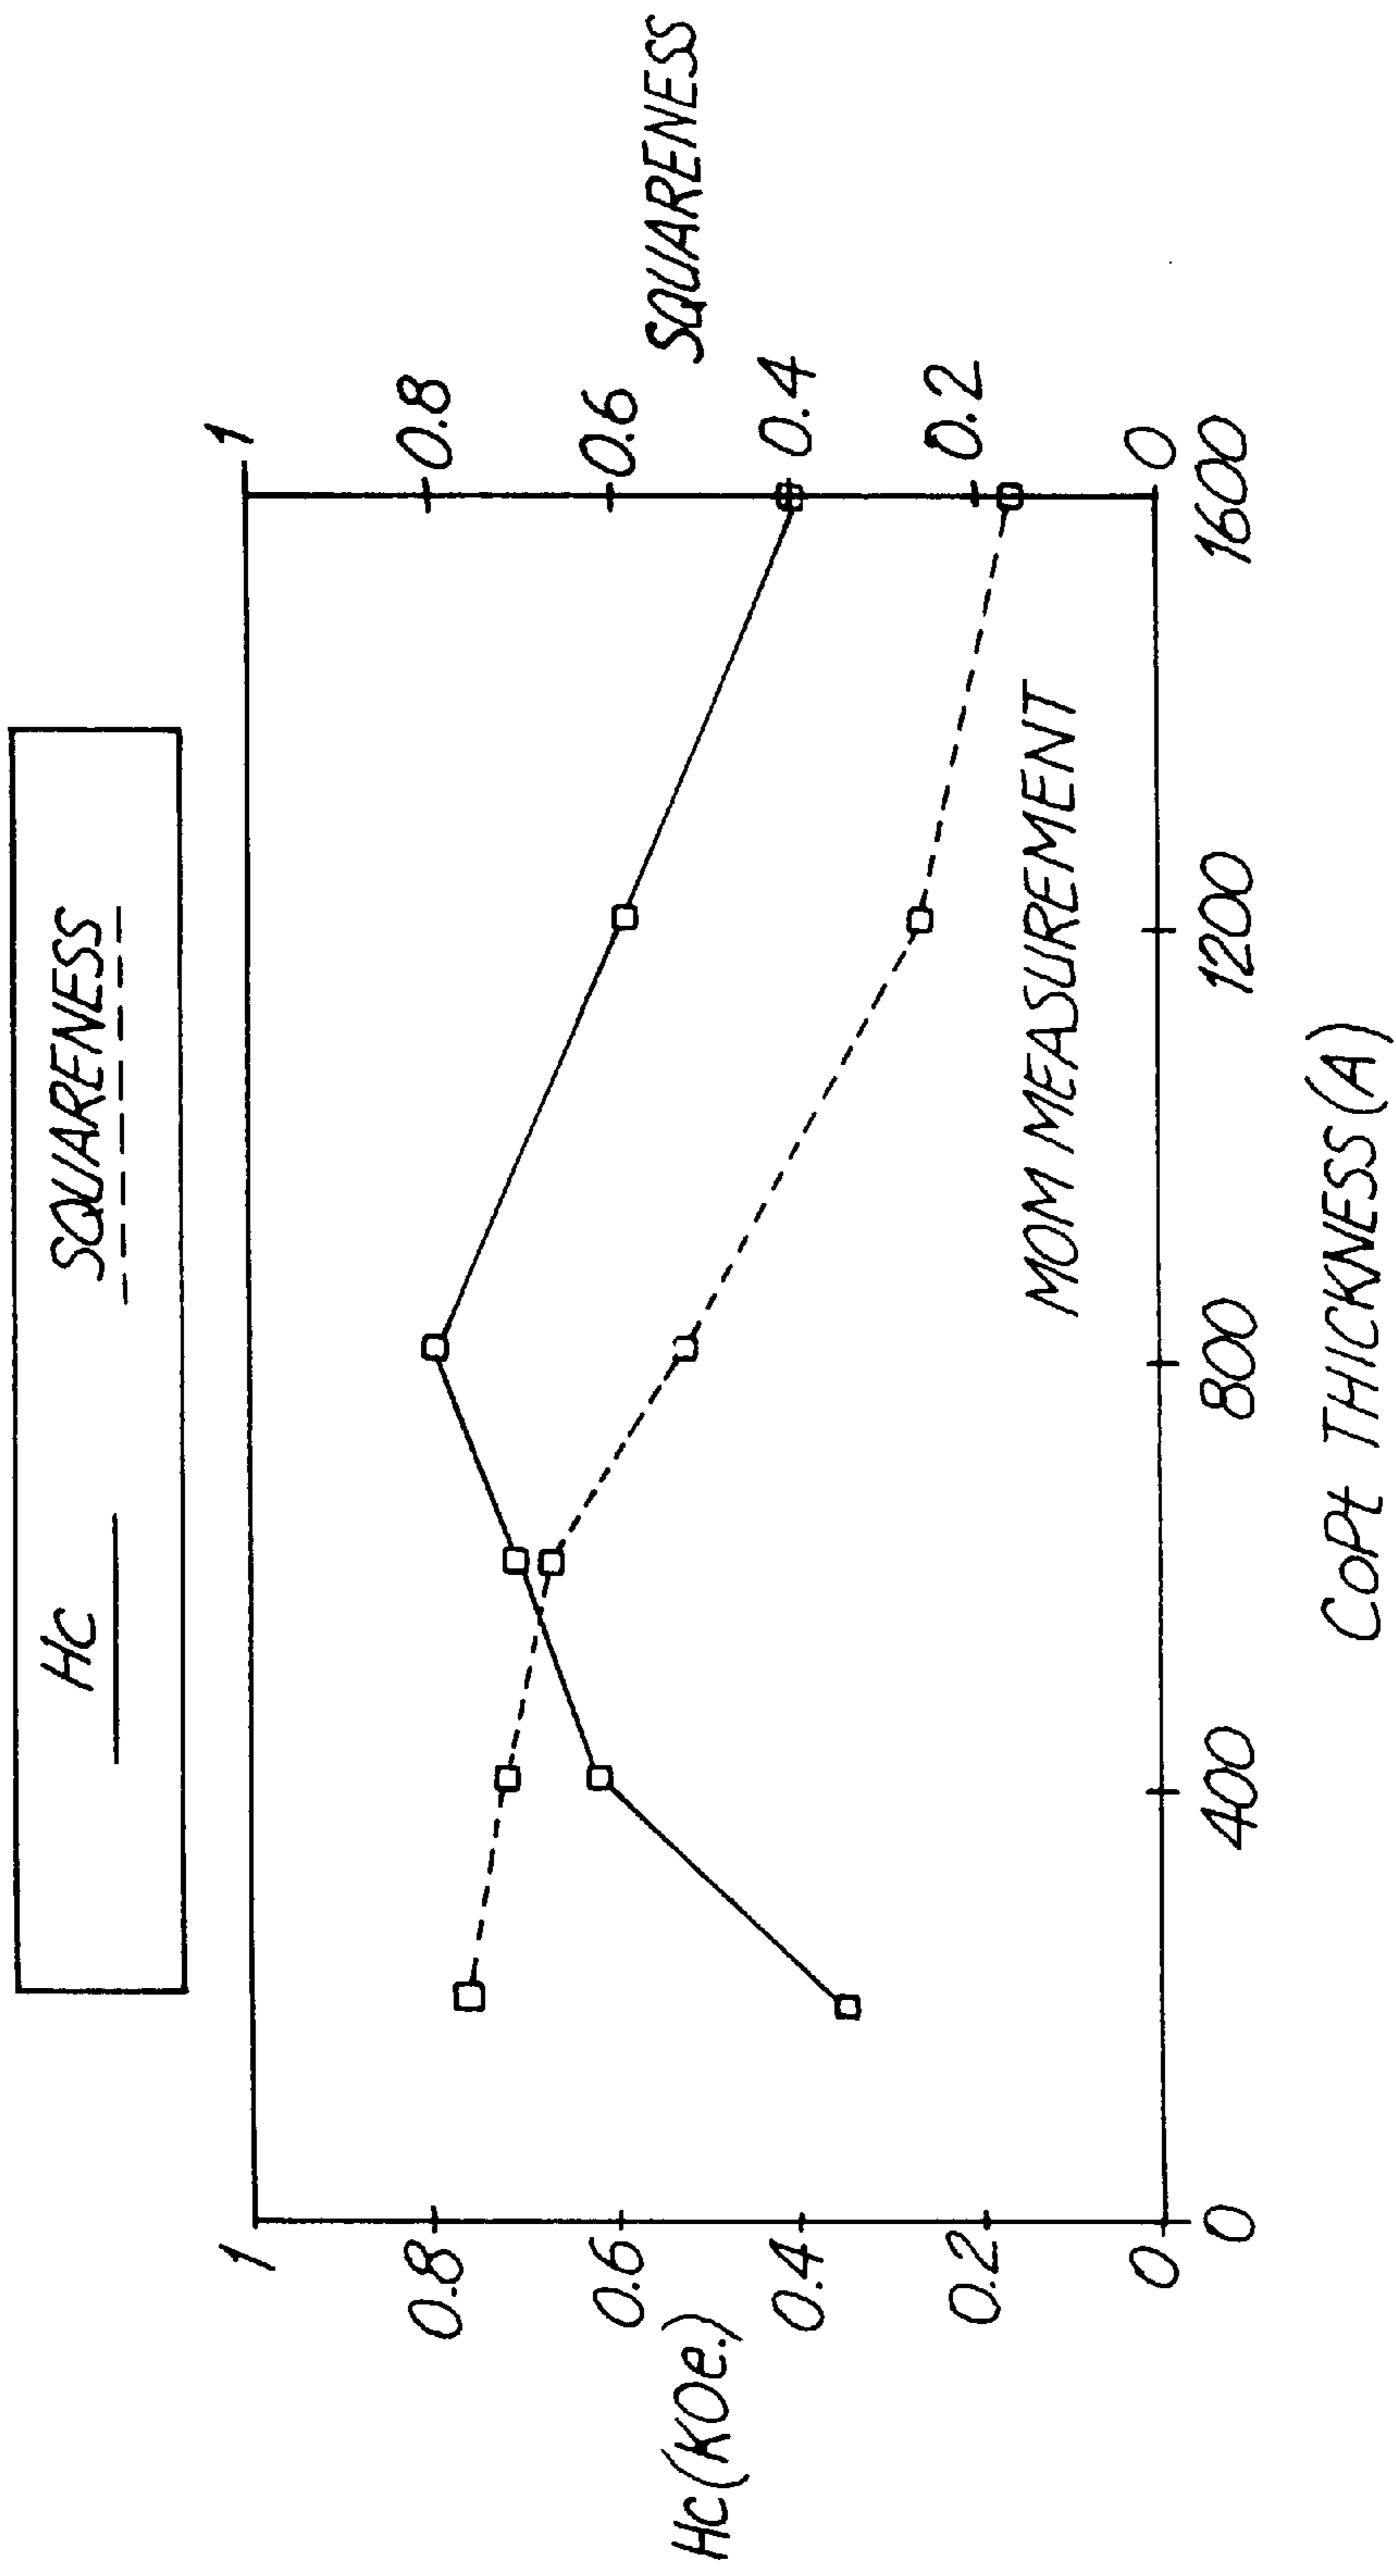 Hc SQUARENESS
1 1
0.8 0.8
0.6 0.6
Hc(KOe.) SQUARENESS
0.4 0.4
0.2 0.2
MOM MEASUREMENT
0 0
0 400 800 1200 1600
CoPt THICKNESS(A)